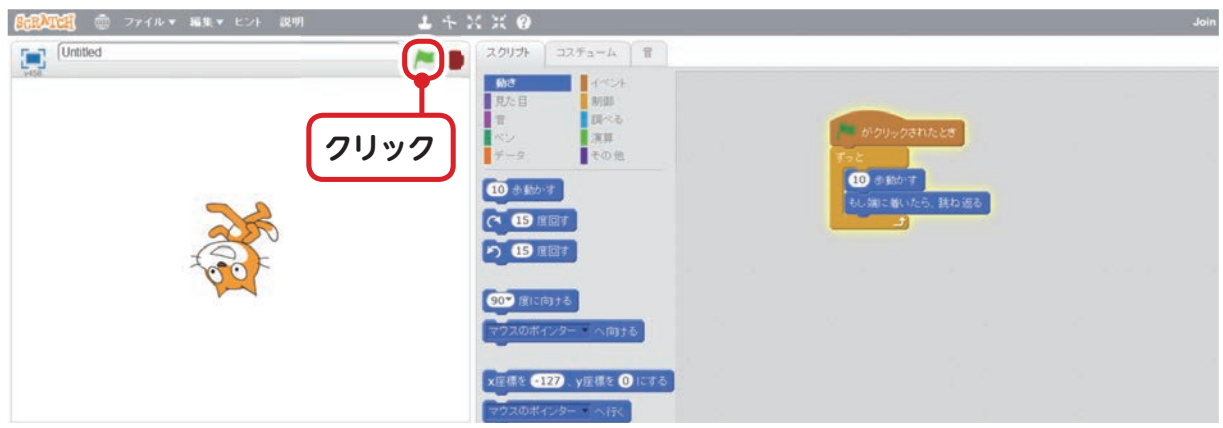 SCRATCH ファイル▼ 編集▼ ヒント 説明 Join
v456
Untitled
クリック
スクリプト コスチューム 音
動き イベント
見た目 制御
音 調べる
ペン 演算
データ その他
10 歩動かす
15 度回す
15 度回す
90▼ 度に向ける
マウスのポインター▼ へ向ける
x座標を -127 、y座標を 0 にする
マウスのポインター▼ へ行く
がクリックされたとき
ずっと
10 歩動かす
もし端に着いたら、跳ね返る